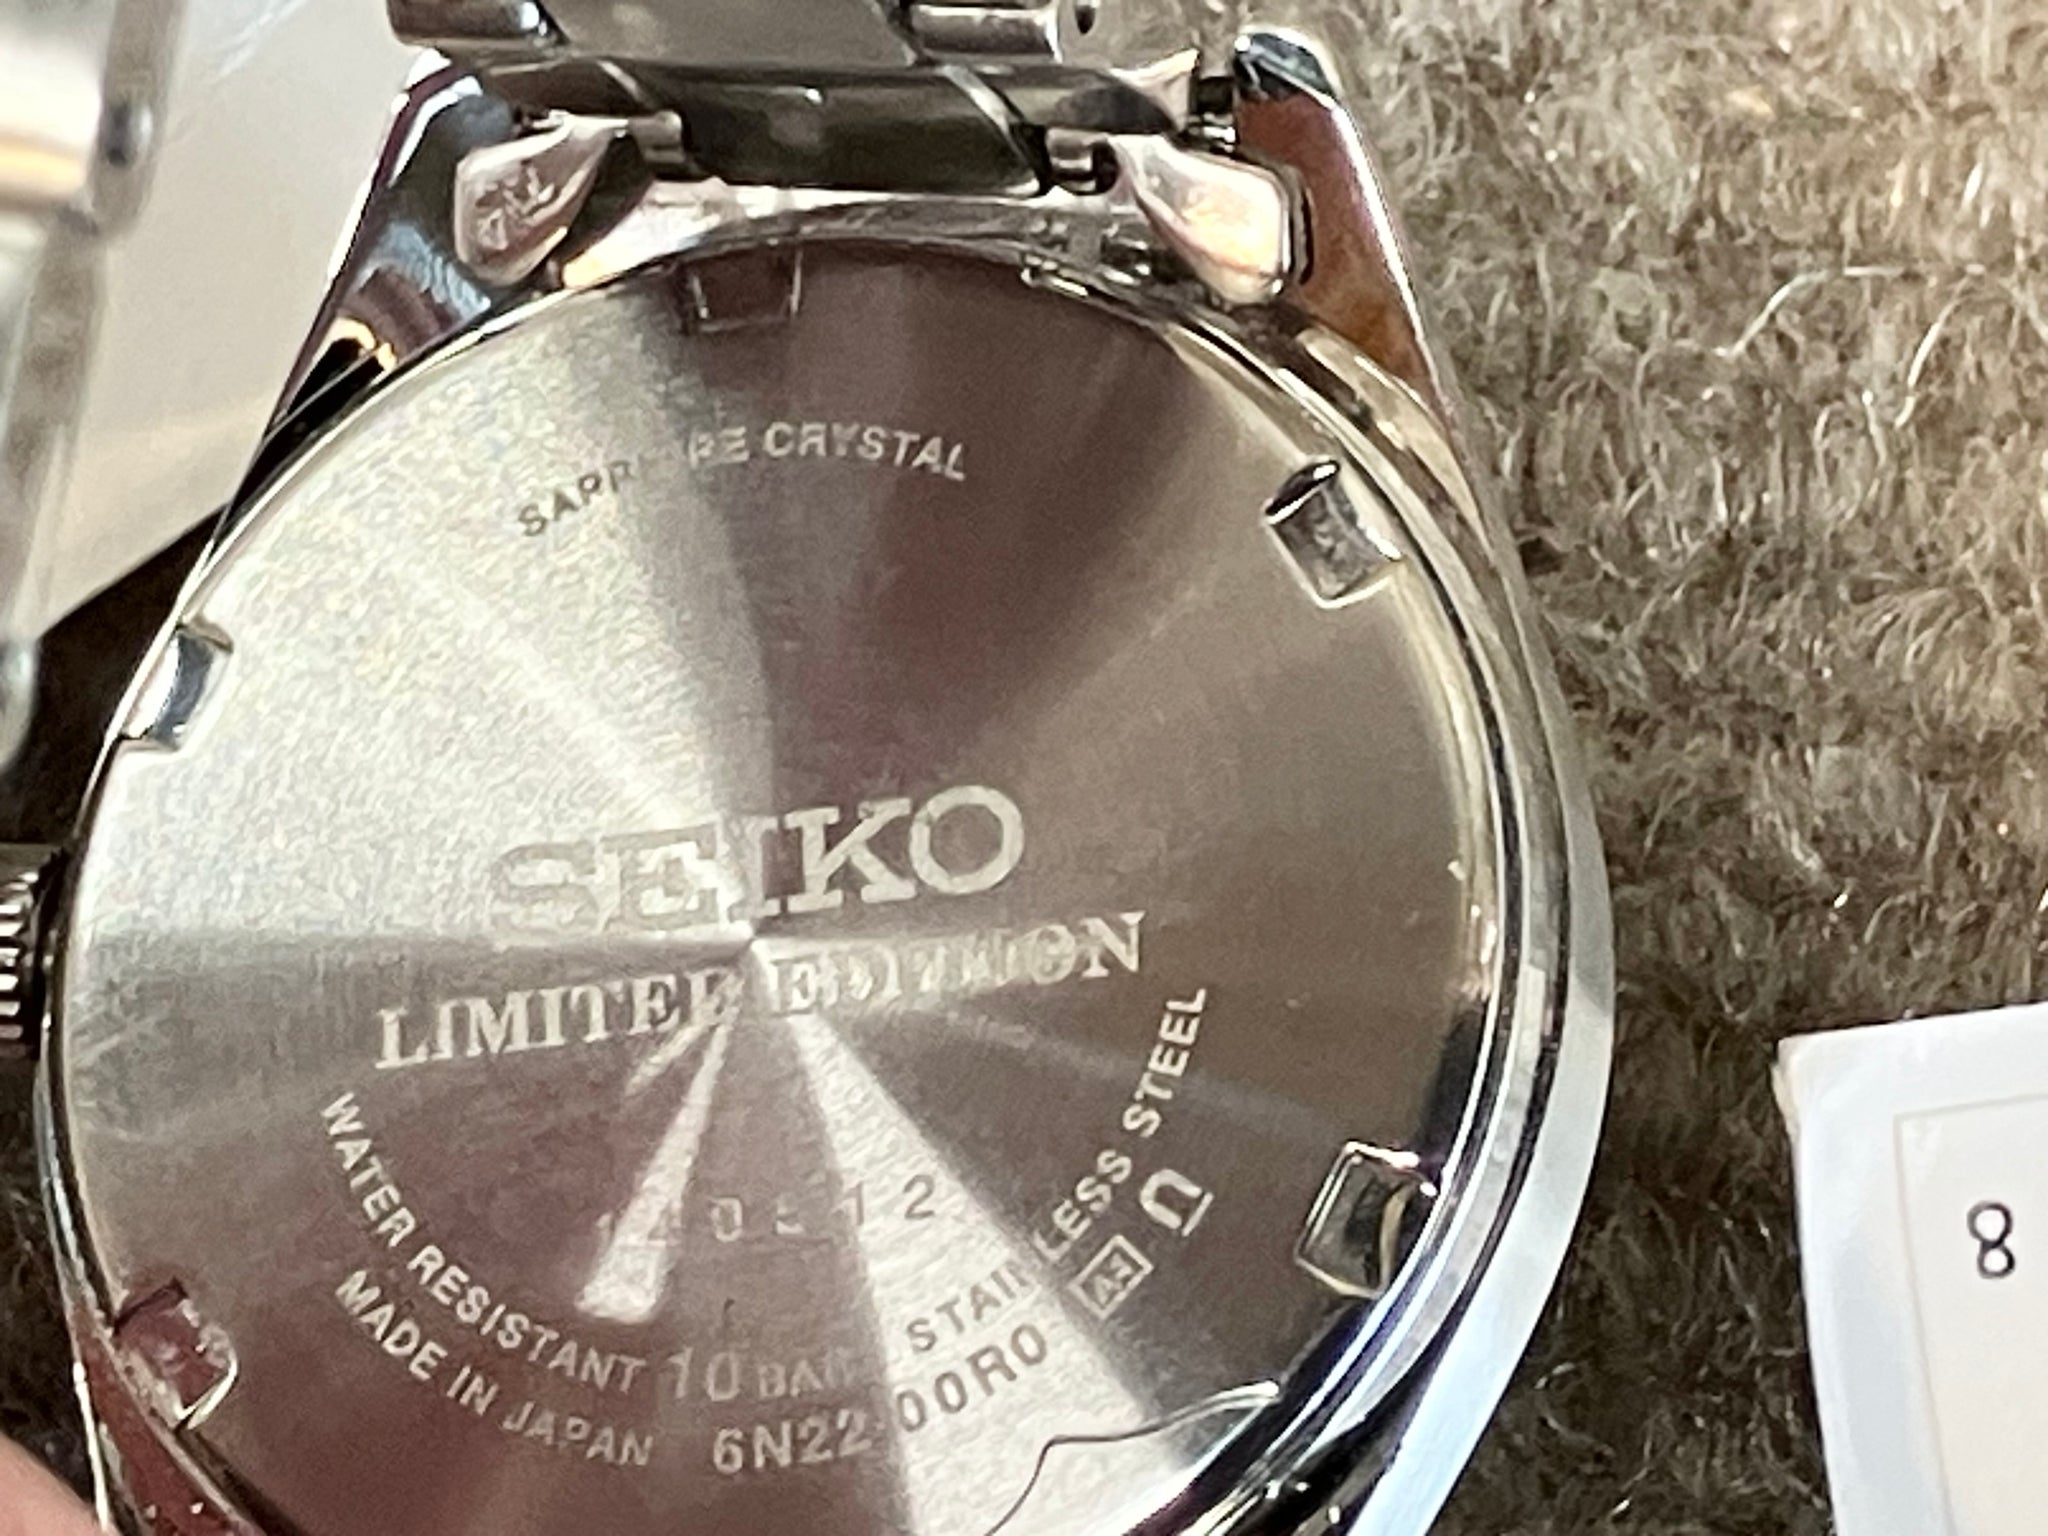 SAPPHIRE CRYSTAL
SEIKO
LIMITED EDITION
WATER RESISTANT 10 BAR STAINLESS STEEL
MADE IN JAPAN 6N22-00R0
8